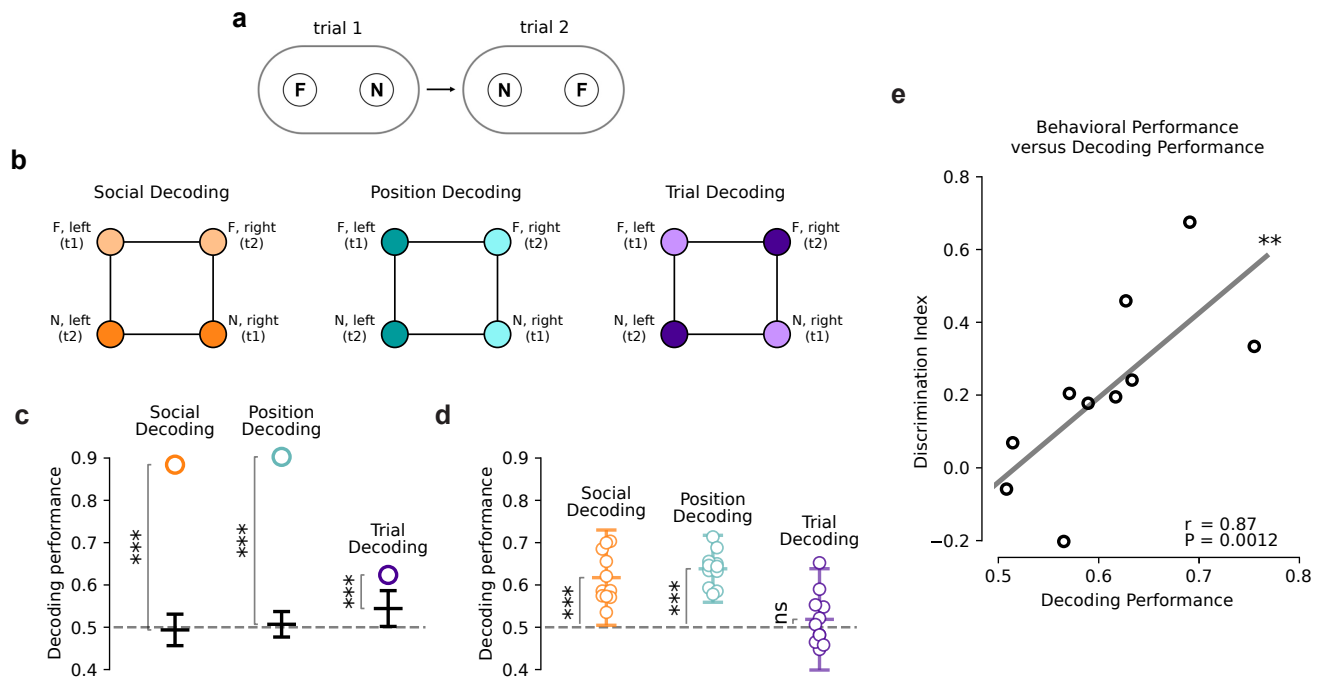 a
trial 1
trial 2
F
N
N
F
b
Social Decoding
F, left
(t1)
F, right
(t2)
N, left
(t2)
N, right
(t1)
Position Decoding
F, left
(t1)
F, right
(t2)
N, left
(t2)
N, right
(t1)
Trial Decoding
F, left
(t1)
F, right
(t2)
N, left
(t2)
N, right
(t1)
c
Decoding performance
0.9
0.8
0.7
0.6
0.5
0.4
Social
Decoding
***
Position
Decoding
***
Trial
Decoding
***
d
Decoding performance
0.9
0.8
0.7
0.6
0.5
0.4
Social
Decoding
***
Position
Decoding
***
Trial
Decoding
ns
e
Behavioral Performance
versus Decoding Performance
Discrimination Index
0.8
0.6
0.4
0.2
0.0
−0.2
**
r = 0.87
P = 0.0012
0.5
0.6
0.7
0.8
Decoding Performance